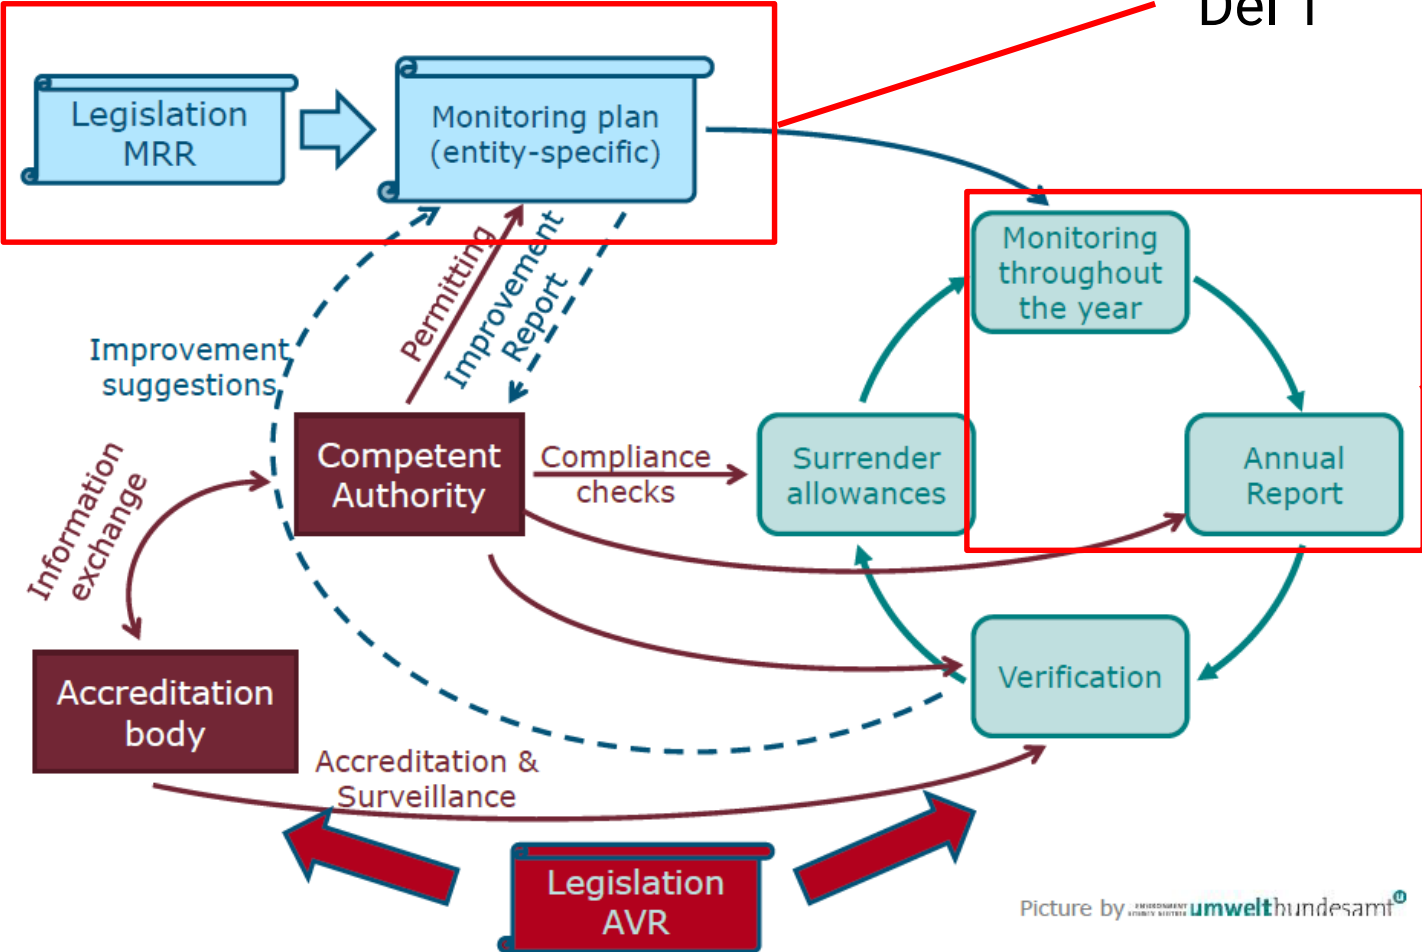 Del 1
Legislation
MRR
Monitoring plan
(entity-specific)
Monitoring
throughout
the year
Permitting
Improvement
Report
Improvement
suggestions
Competent
Authority
Compliance
checks
Surrender
allowances
Annual
Report
Information
exchange
Verification
Accreditation
body
Accreditation &
Surveillance
Legislation
AVR
Picture by umweltbundesamt